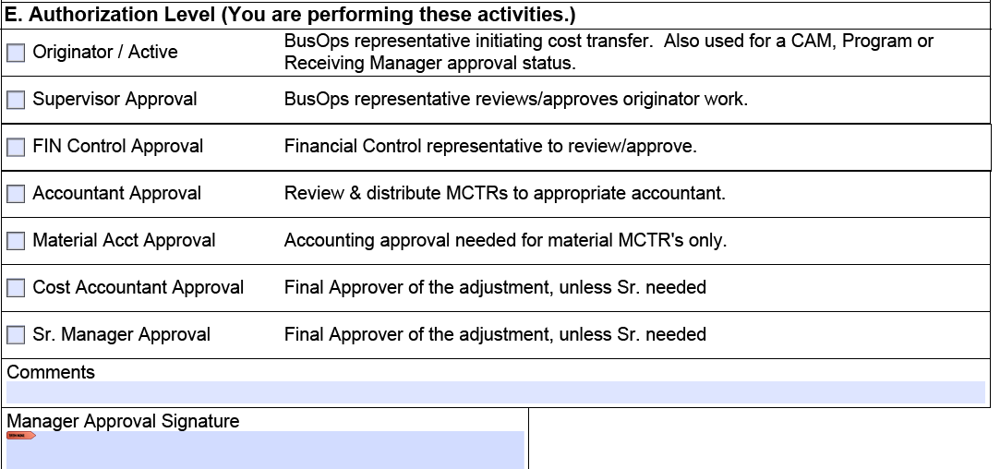 E. Authorization Level (You are performing these activities.)
Originator / Active
BusOps representative initiating cost transfer.  Also used for a CAM, Program or
Receiving Manager approval status.
Supervisor Approval
BusOps representative reviews/approves originator work.
FIN Control Approval
Financial Control representative to review/approve.
Accountant Approval
Review & distribute MCTRs to appropriate accountant.
Material Acct Approval
Accounting approval needed for material MCTR's only.
Cost Accountant Approval
Final Approver of the adjustment, unless Sr. needed
Sr. Manager Approval
Final Approver of the adjustment, unless Sr. needed
Comments
Manager Approval Signature